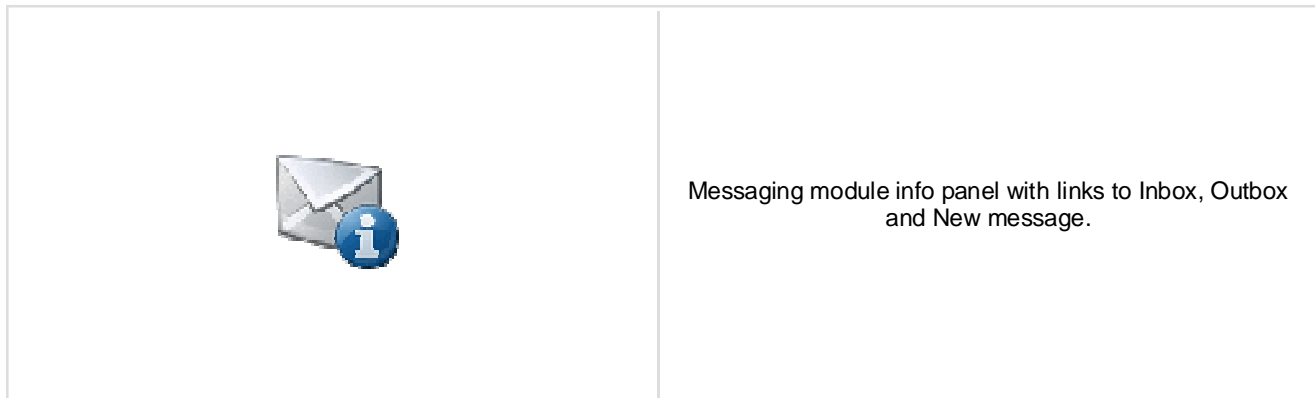 Messaging module info panel with links to Inbox, Outbox
and New message.